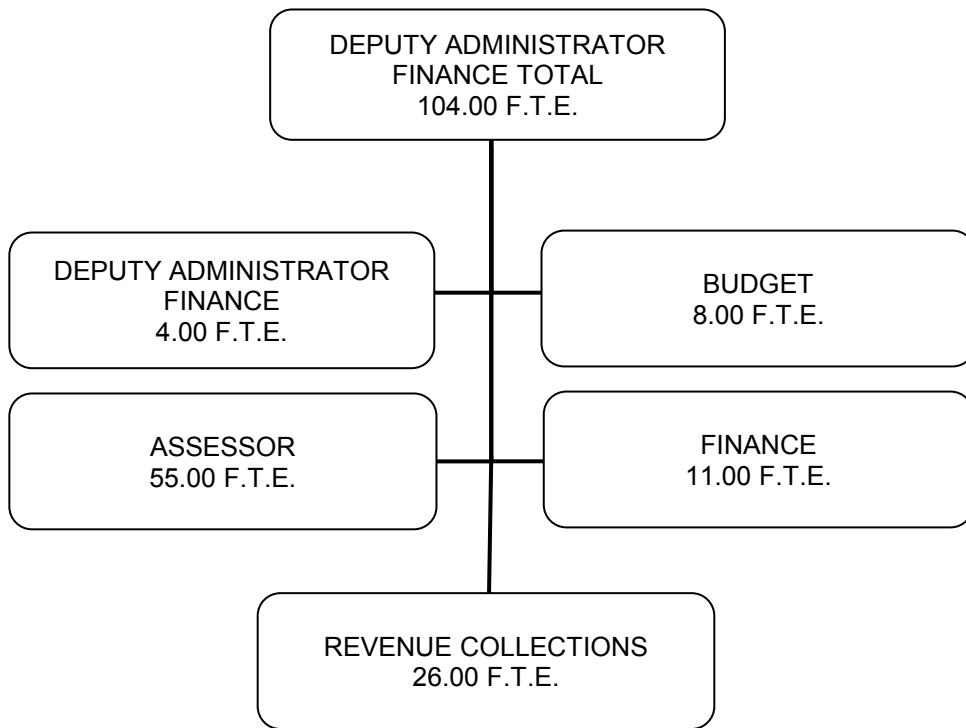 DEPUTY ADMINISTRATOR
FINANCE TOTAL
104.00 F.T.E.
DEPUTY ADMINISTRATOR
FINANCE
4.00 F.T.E.
BUDGET
8.00 F.T.E.
ASSESSOR
55.00 F.T.E.
FINANCE
11.00 F.T.E.
REVENUE COLLECTIONS
26.00 F.T.E.